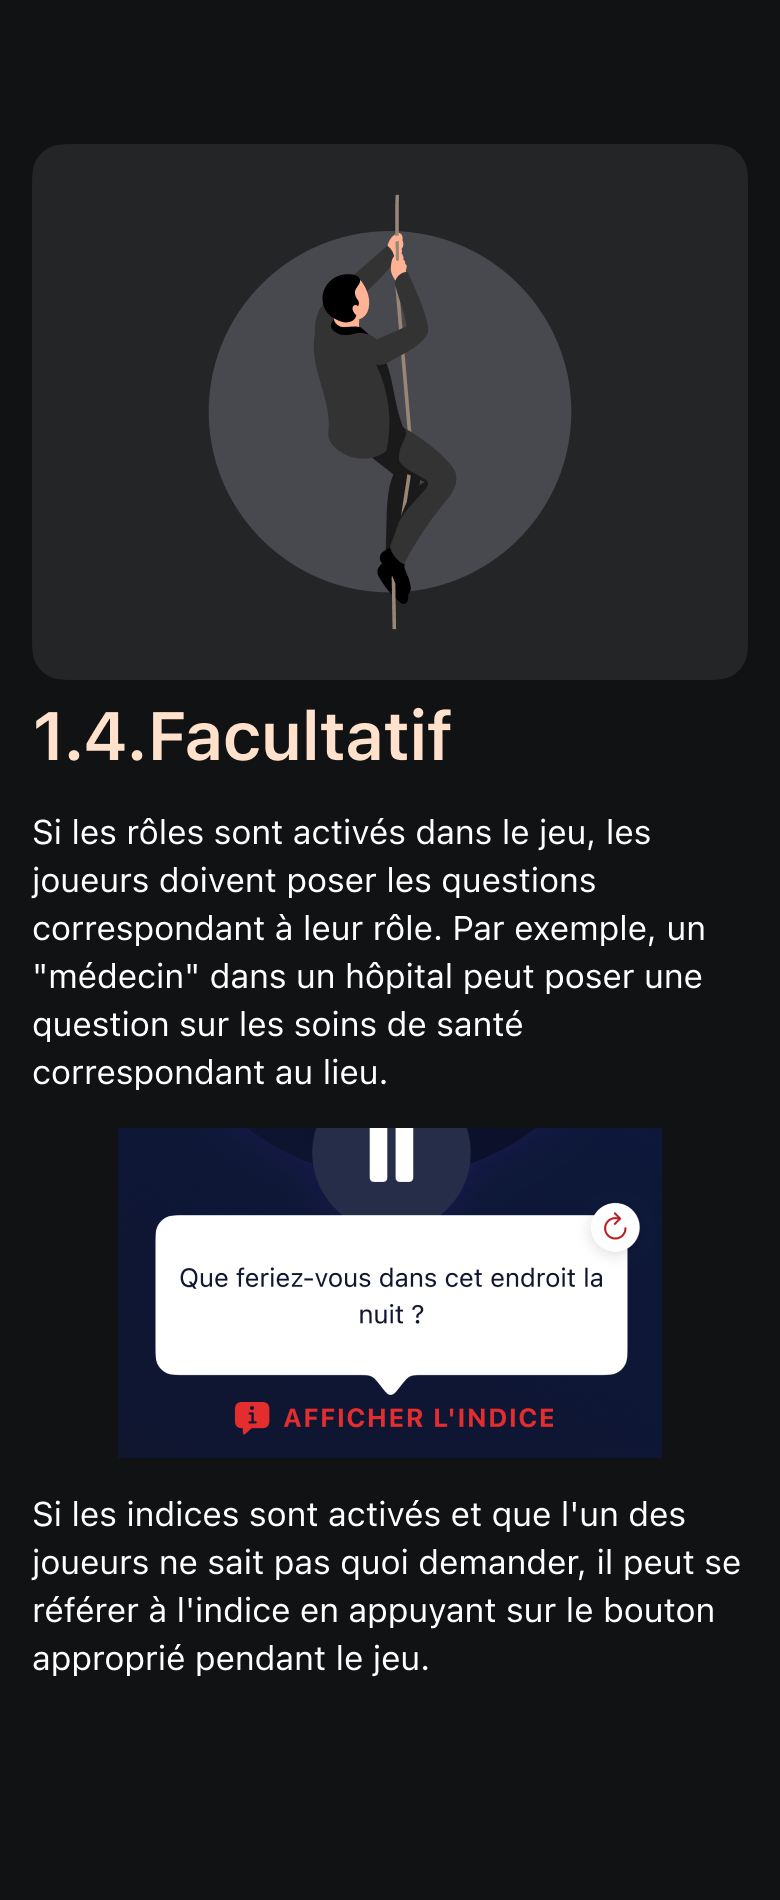 1.4.Facultatif
Si les rôles sont activés dans le jeu, les
joueurs doivent poser les questions
correspondant à leur rôle. Par exemple, un
"médecin" dans un hôpital peut poser une
question sur les soins de santé
correspondant au lieu.
Que feriez-vous dans cet endroit la
nuit ?
AFFICHER L'INDICE
Si les indices sont activés et que l'un des
joueurs ne sait pas quoi demander, il peut se
référer à l'indice en appuyant sur le bouton
approprié pendant le jeu.